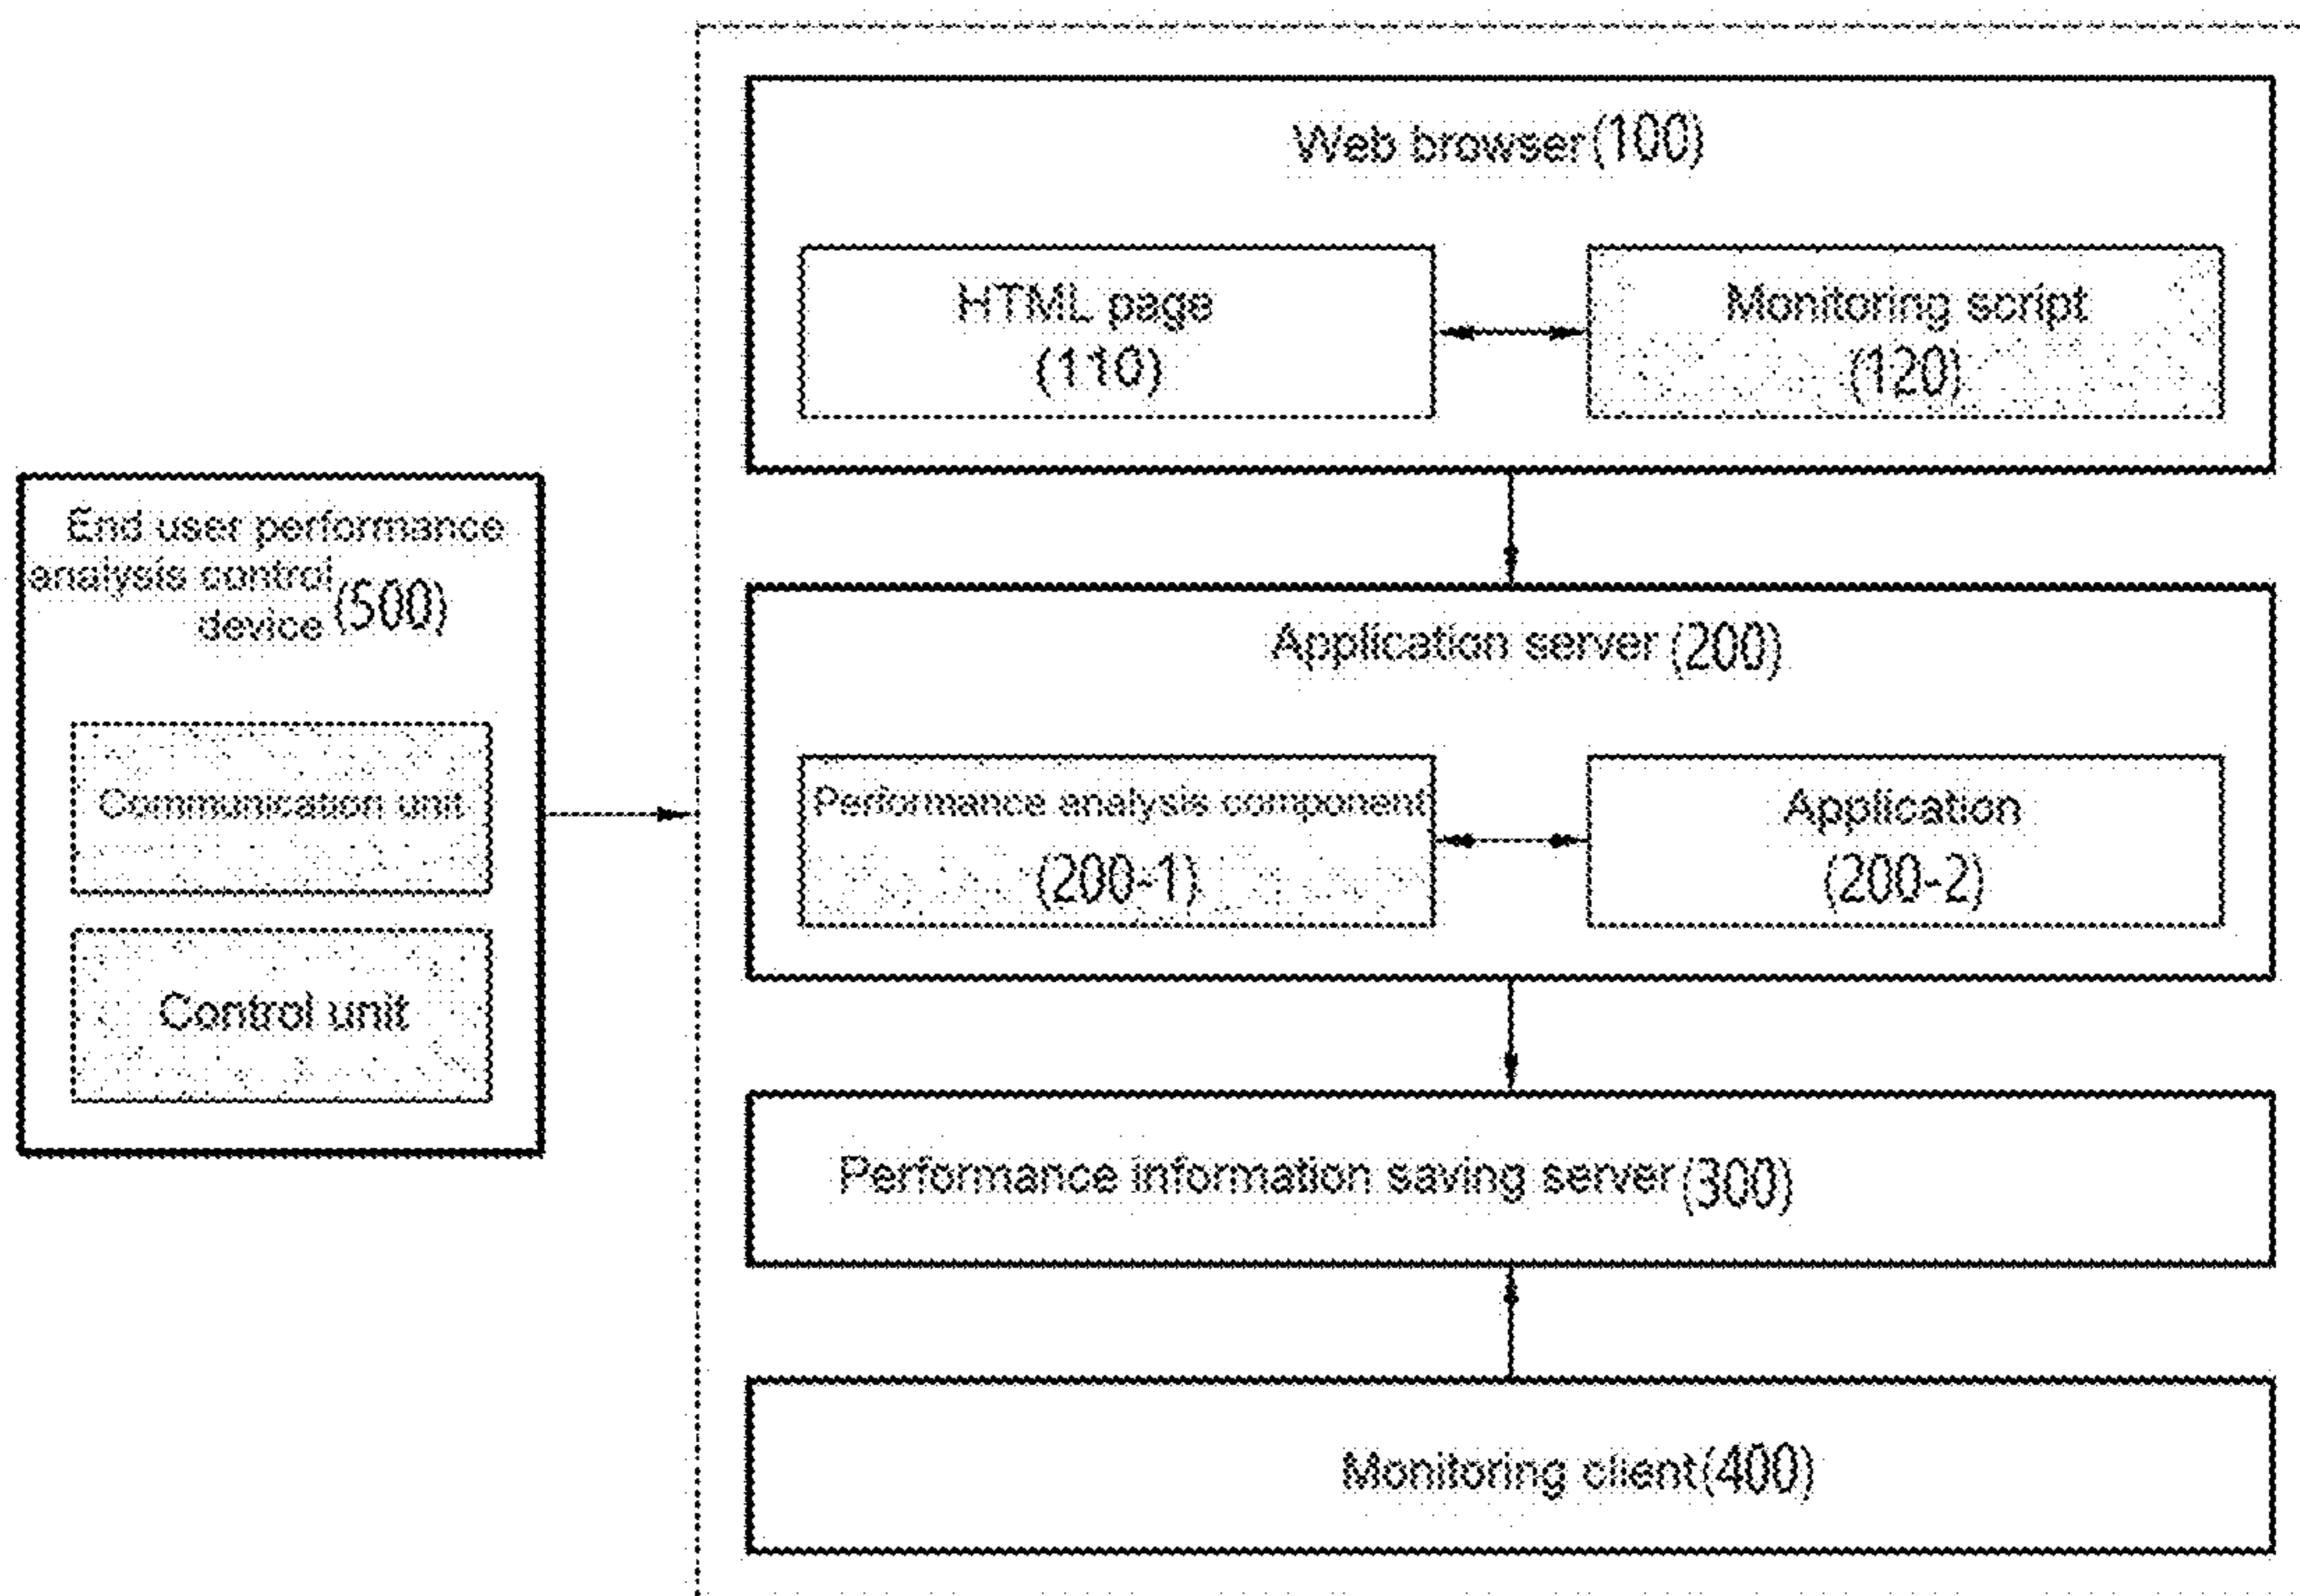 Web browser(100)
HTML page
(110)
Monitoring script
(120)
End user performance
analysis control
device (500)
Communication unit
Control unit
Application server (200)
Performance analysis component
(200-1)
Application
(200-2)
Performance information saving server(300)
Monitoring client(400)